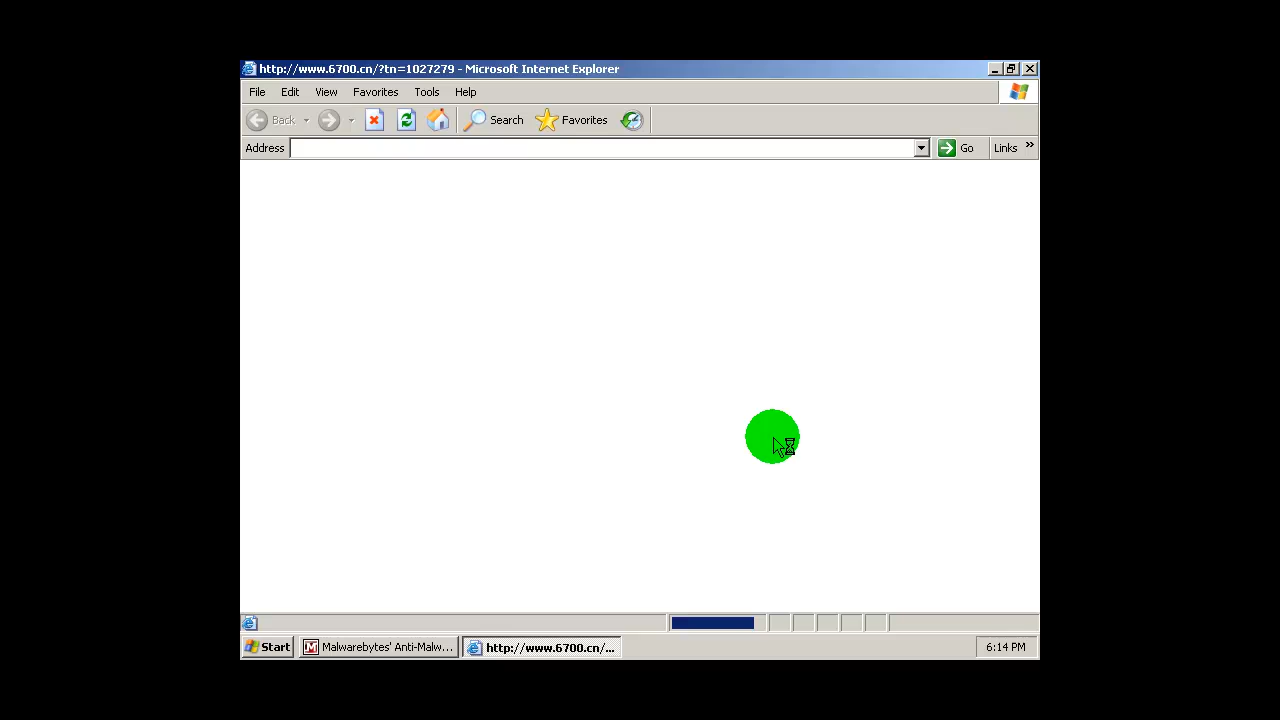 http://www.6700.cn/?tn=1027279 - Microsoft Internet Explorer
File Edit View Favorites Tools Help
Back Search Favorites
Address Go Links »
Start Malwarebytes' Anti-Malw... http://www.6700.cn/... 6:14 PM